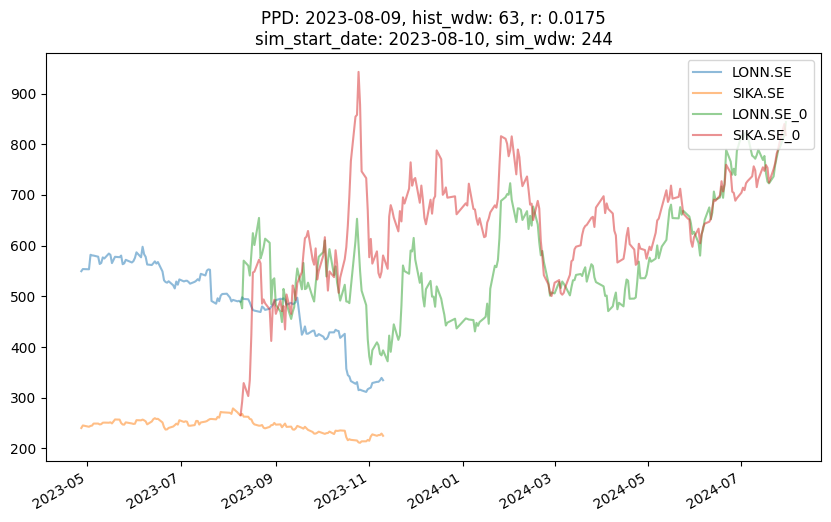 PPD: 2023-08-09, hist_wdw: 63, r: 0.0175
sim_start_date: 2023-08-10, sim_wdw: 244
LONN.SE
SIKA.SE
LONN.SE_0
SIKA.SE_0
900
800
700
600
500
400
300
200
2023-05
2023-07
2023-09
2023-11
2024-01
2024-03
2024-05
2024-07